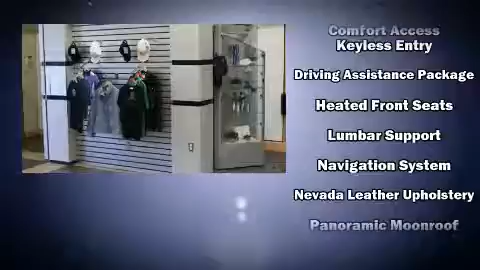 Comfort Access
Keyless Entry
Driving Assistance Package
Heated Front Seats
Lumbar Support
Navigation System
Nevada Leather Upholstery
Panoramic Moonroof